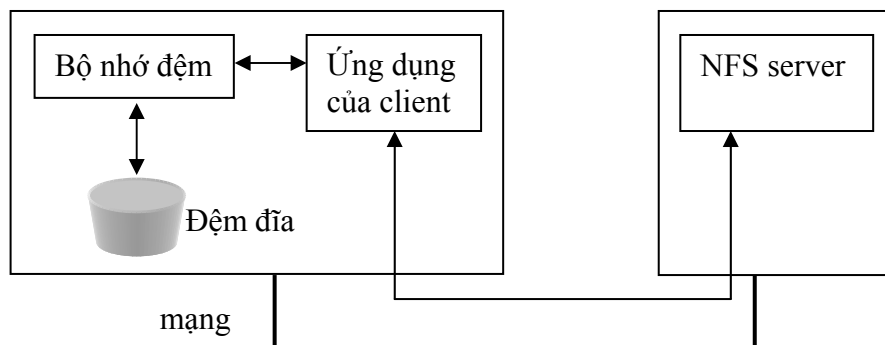 Bộ nhớ đệm
Ứng dụng
của client
NFS server
Đệm đĩa
mạng